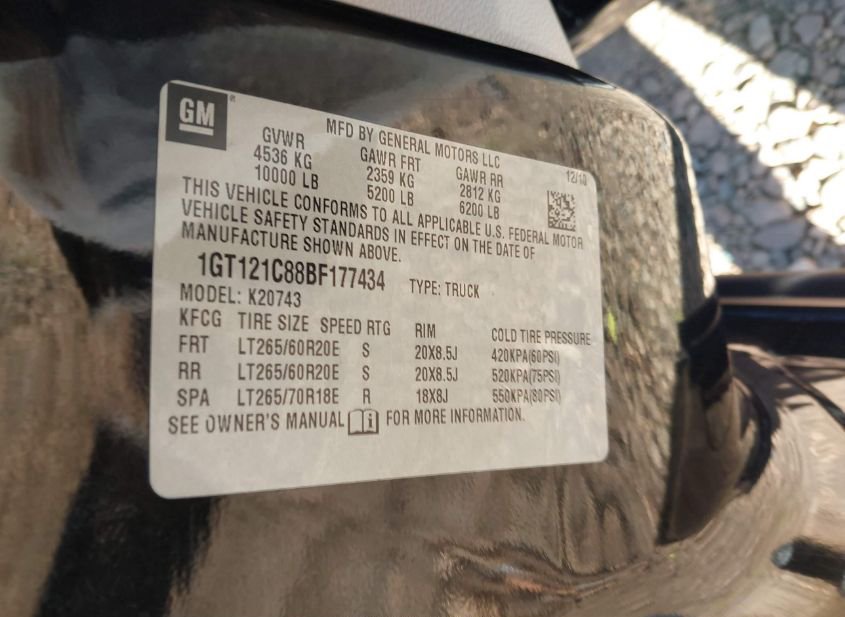 GM
MFD BY GENERAL MOTORS LLC
GVWR GAWR FRT GAWR RR 12/10
4536 KG 2359 KG 2812 KG
10000 LB 5200 LB 6200 LB
THIS VEHICLE CONFORMS TO ALL APPLICABLE U.S. FEDERAL MOTOR
VEHICLE SAFETY STANDARDS IN EFFECT ON THE DATE OF
MANUFACTURE SHOWN ABOVE.
1GT121C88BF177434 TYPE: TRUCK
MODEL: K20743
KFCG TIRE SIZE SPEED RTG RIM COLD TIRE PRESSURE
FRT LT265/60R20E S 20X8.5J 420KPA(60PSI)
RR LT265/60R20E S 20X8.5J 520KPA(75PSI)
SPA LT265/70R18E R 18X8J 550KPA(80PSI)
SEE OWNER'S MANUAL FOR MORE INFORMATION.